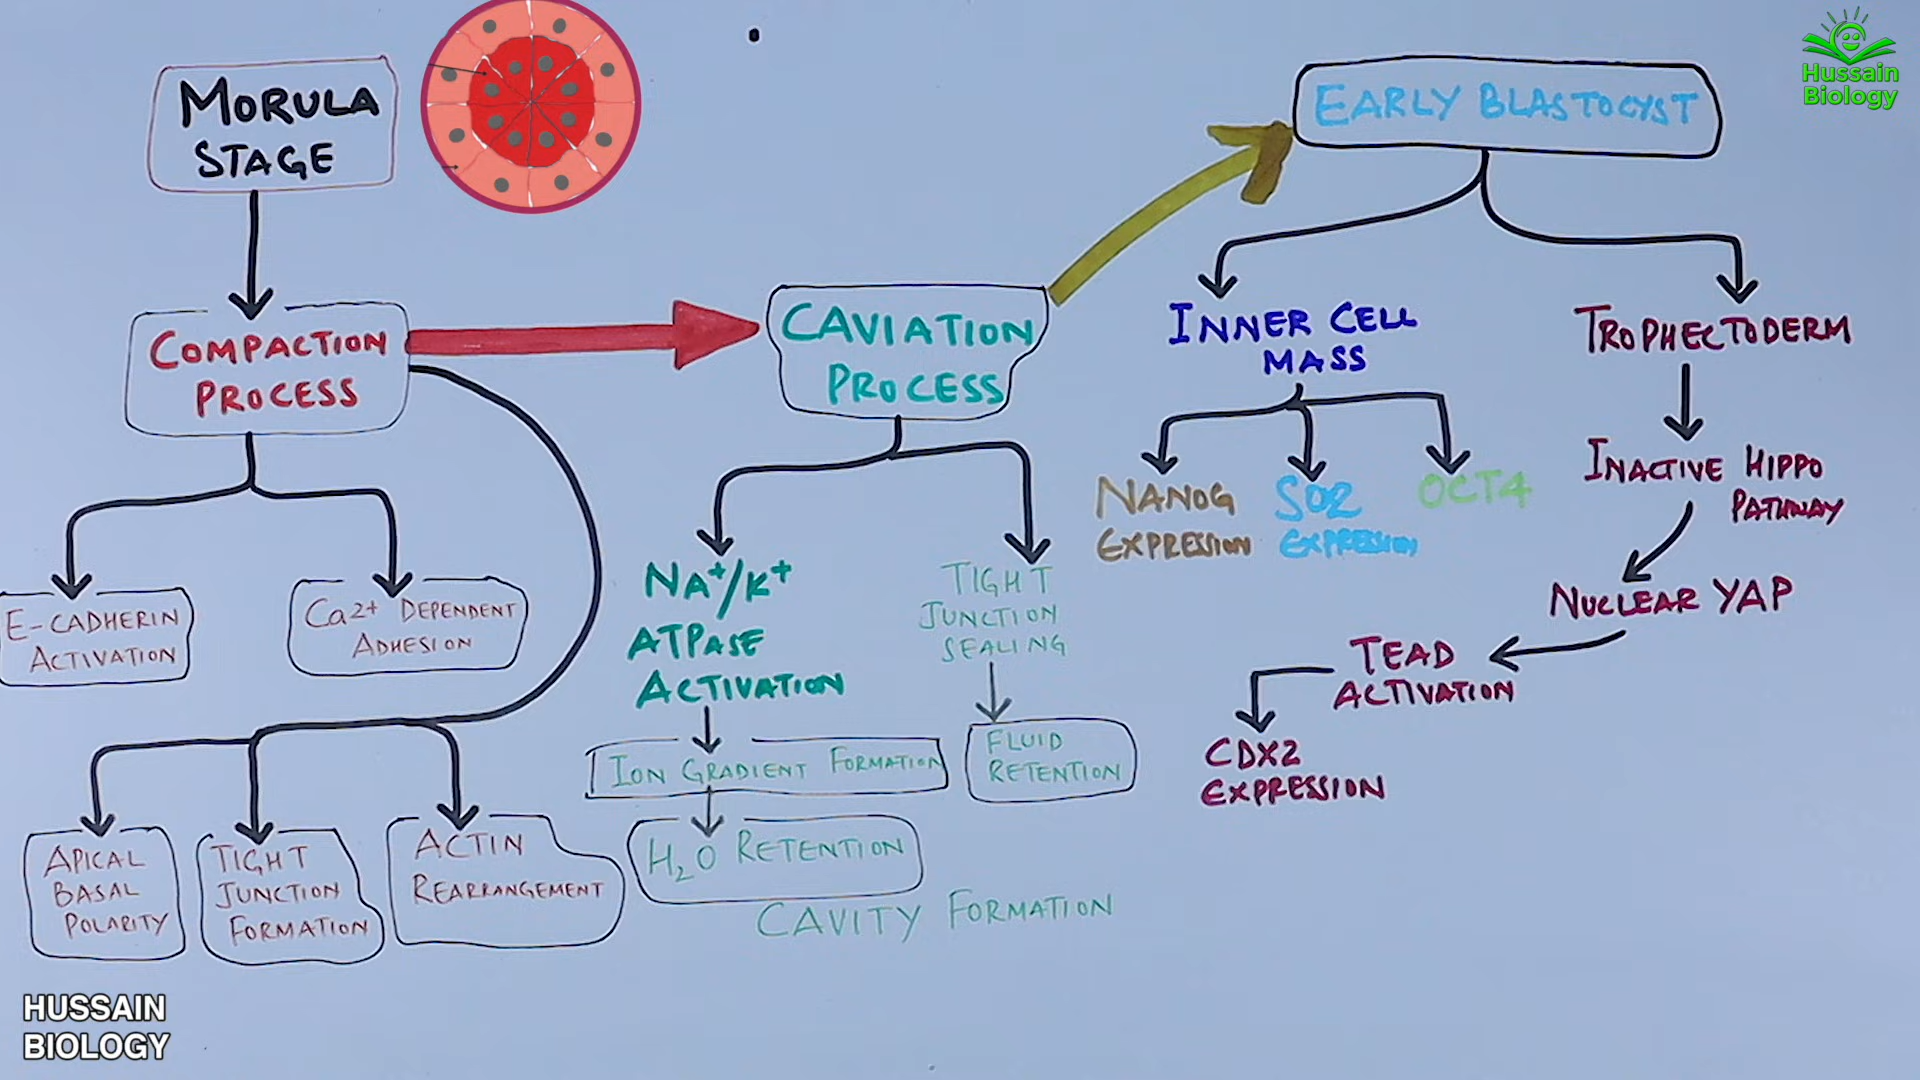 MORULA
STAGE
COMPACTION
PROCESS
E-CADHERIN
ACTIVATION
Ca2+ DEPENDENT
ADHESION
APICAL
BASAL
POLARITY
TIGHT
JUNCTION
FORMATION
ACTIN
REARRANGEMENT
CAVIATION
PROCESS
NA+/K+
ATPASE
ACTIVATION
ION GRADIENT FORMATION
H2O RETENTION
TIGHT
JUNCTION
SEALING
FLUID
RETENTION
CAVITY FORMATION
EARLY BLASTOCYST
INNER CELL
MASS
NANOG
EXPRESSION
EXPRESSION
OCT4
TROPHECTODERM
INACTIVE HIPPO
PATHWAY
NUCLEAR YAP
TEAD
ACTIVATION
CDX2
EXPRESSION
Hussain
Biology
HUSSAIN
BIOLOGY